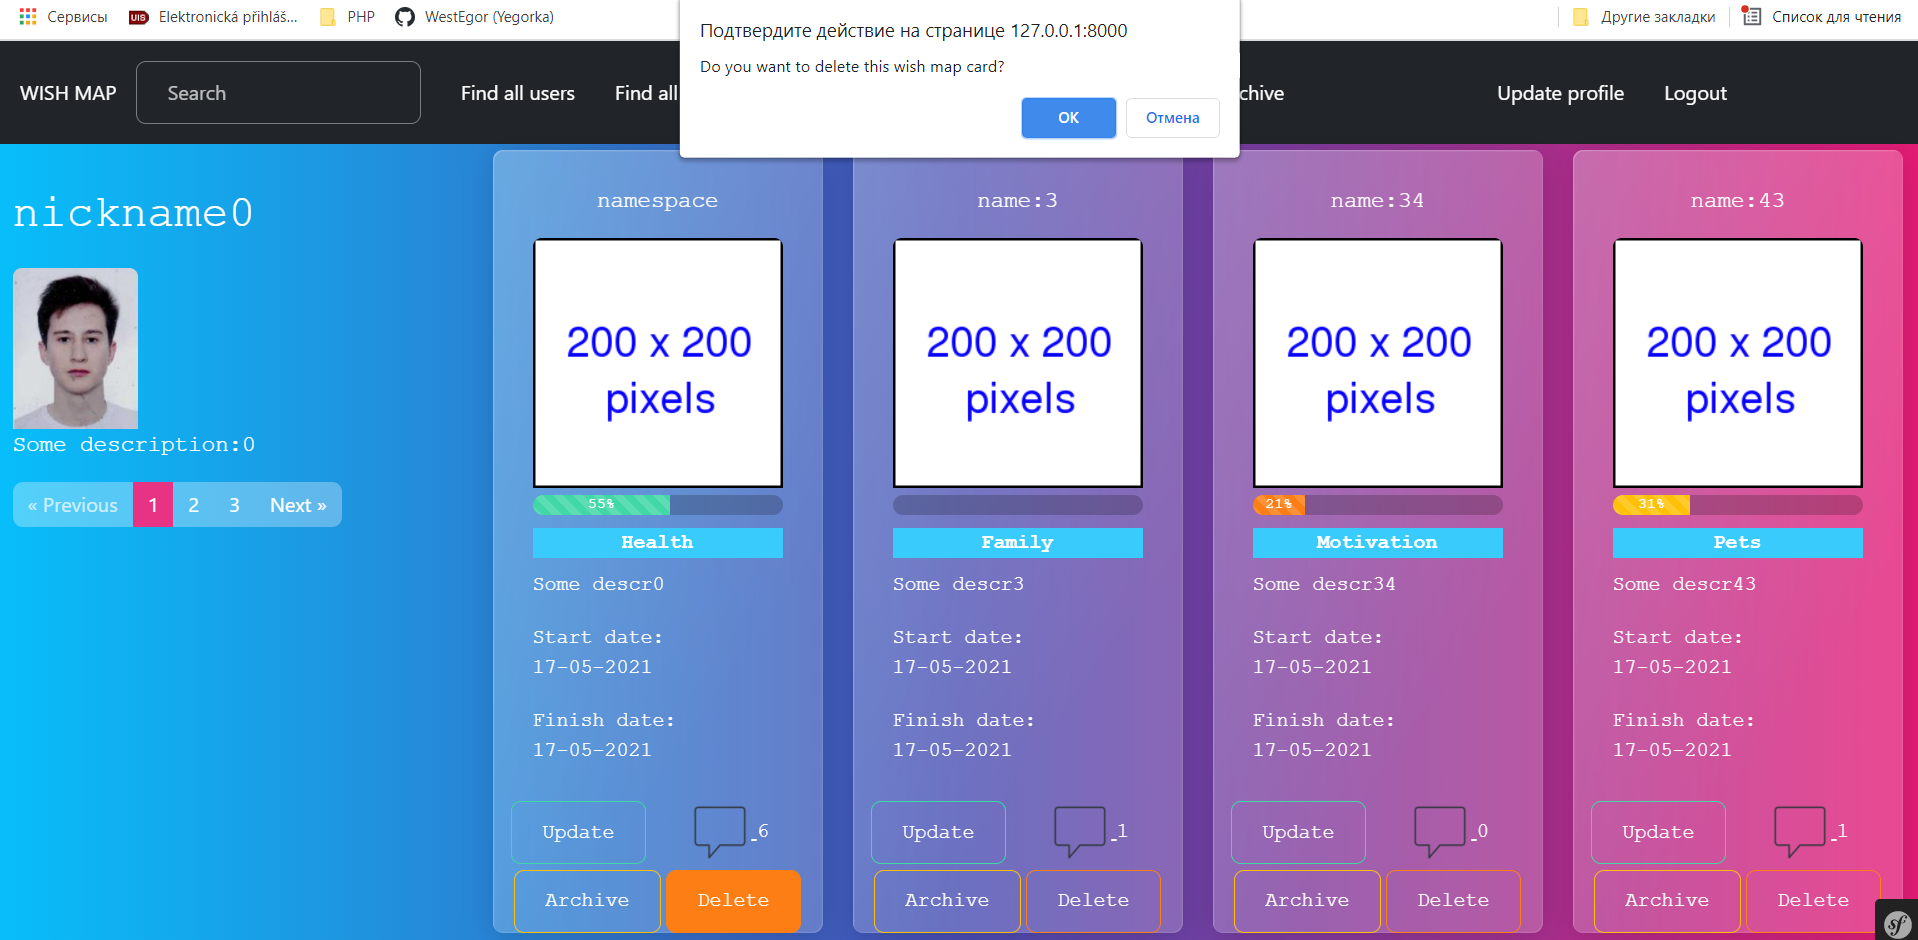 Сервисы
UIS
Elektronická přihláš...
PHP
WestEgor (Yegorka)
Другие закладки
Список для чтения
Подтвердите действие на странице 127.0.0.1:8000
Do you want to delete this wish map card?
ОК
Отмена
WISH MAP
Search
Find all users
Find all
chive
Update profile
Logout
nickname0
Some description:0
« Previous
1
2
3
Next »
namespace
200 x 200
pixels
55%
Health
Some descr0
Start date:
17-05-2021
Finish date:
17-05-2021
Update
6
Archive
Delete
name:3
200 x 200
pixels
Family
Some descr3
Start date:
17-05-2021
Finish date:
17-05-2021
Update
1
Archive
Delete
name:34
200 x 200
pixels
21%
Motivation
Some descr34
Start date:
17-05-2021
Finish date:
17-05-2021
Update
0
Archive
Delete
name:43
200 x 200
pixels
31%
Pets
Some descr43
Start date:
17-05-2021
Finish date:
17-05-2021
Update
1
Archive
Delete
sf